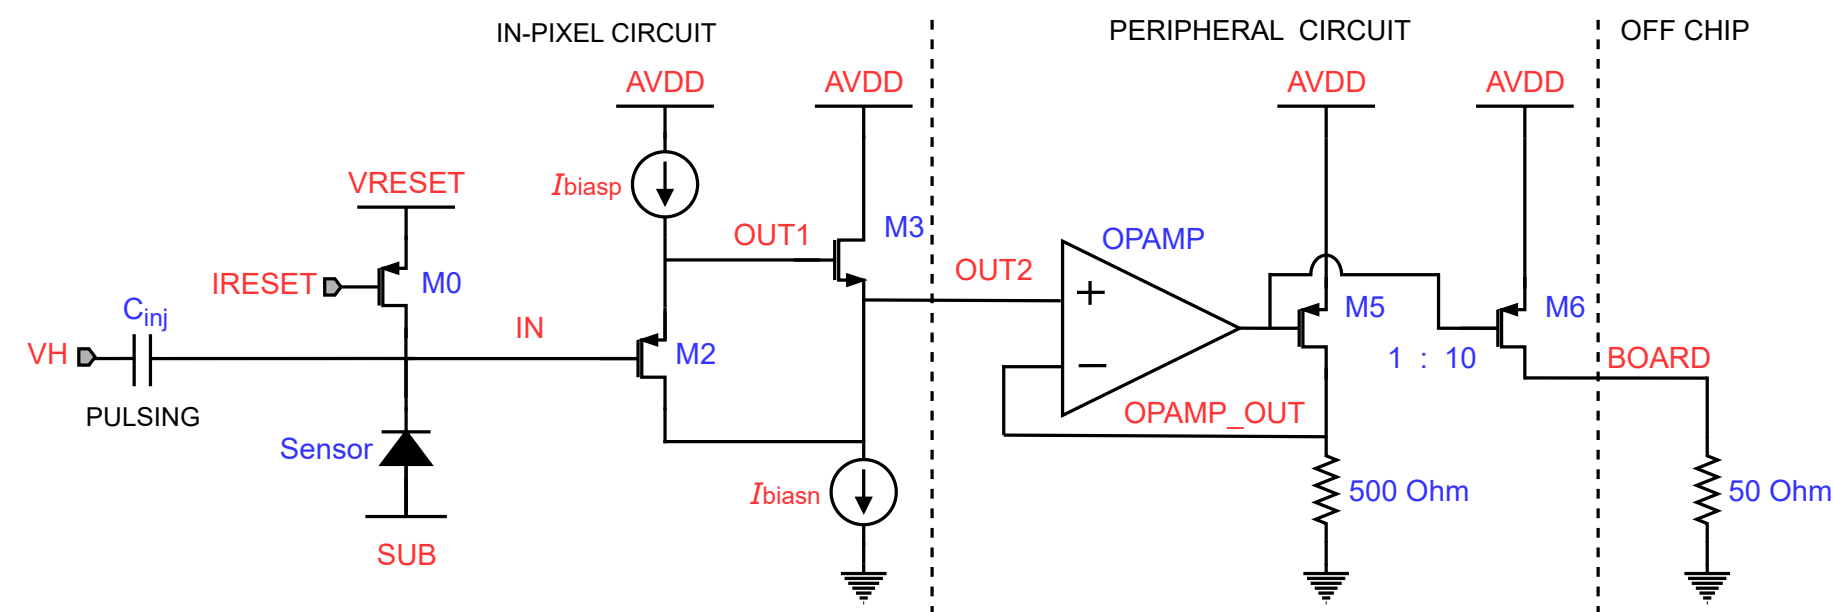 IN-PIXEL CIRCUIT
PERIPHERAL CIRCUIT
OFF CHIP
AVDD
AVDD
AVDD
AVDD
Ibiasp
VRESET
OUT1
M3
OPAMP
IRESET
M0
OUT2
+
M5
M6
Cinj
IN
VH
M2
1 : 10
BOARD
−
PULSING
OPAMP_OUT
Sensor
Ibiasn
500 Ohm
50 Ohm
SUB